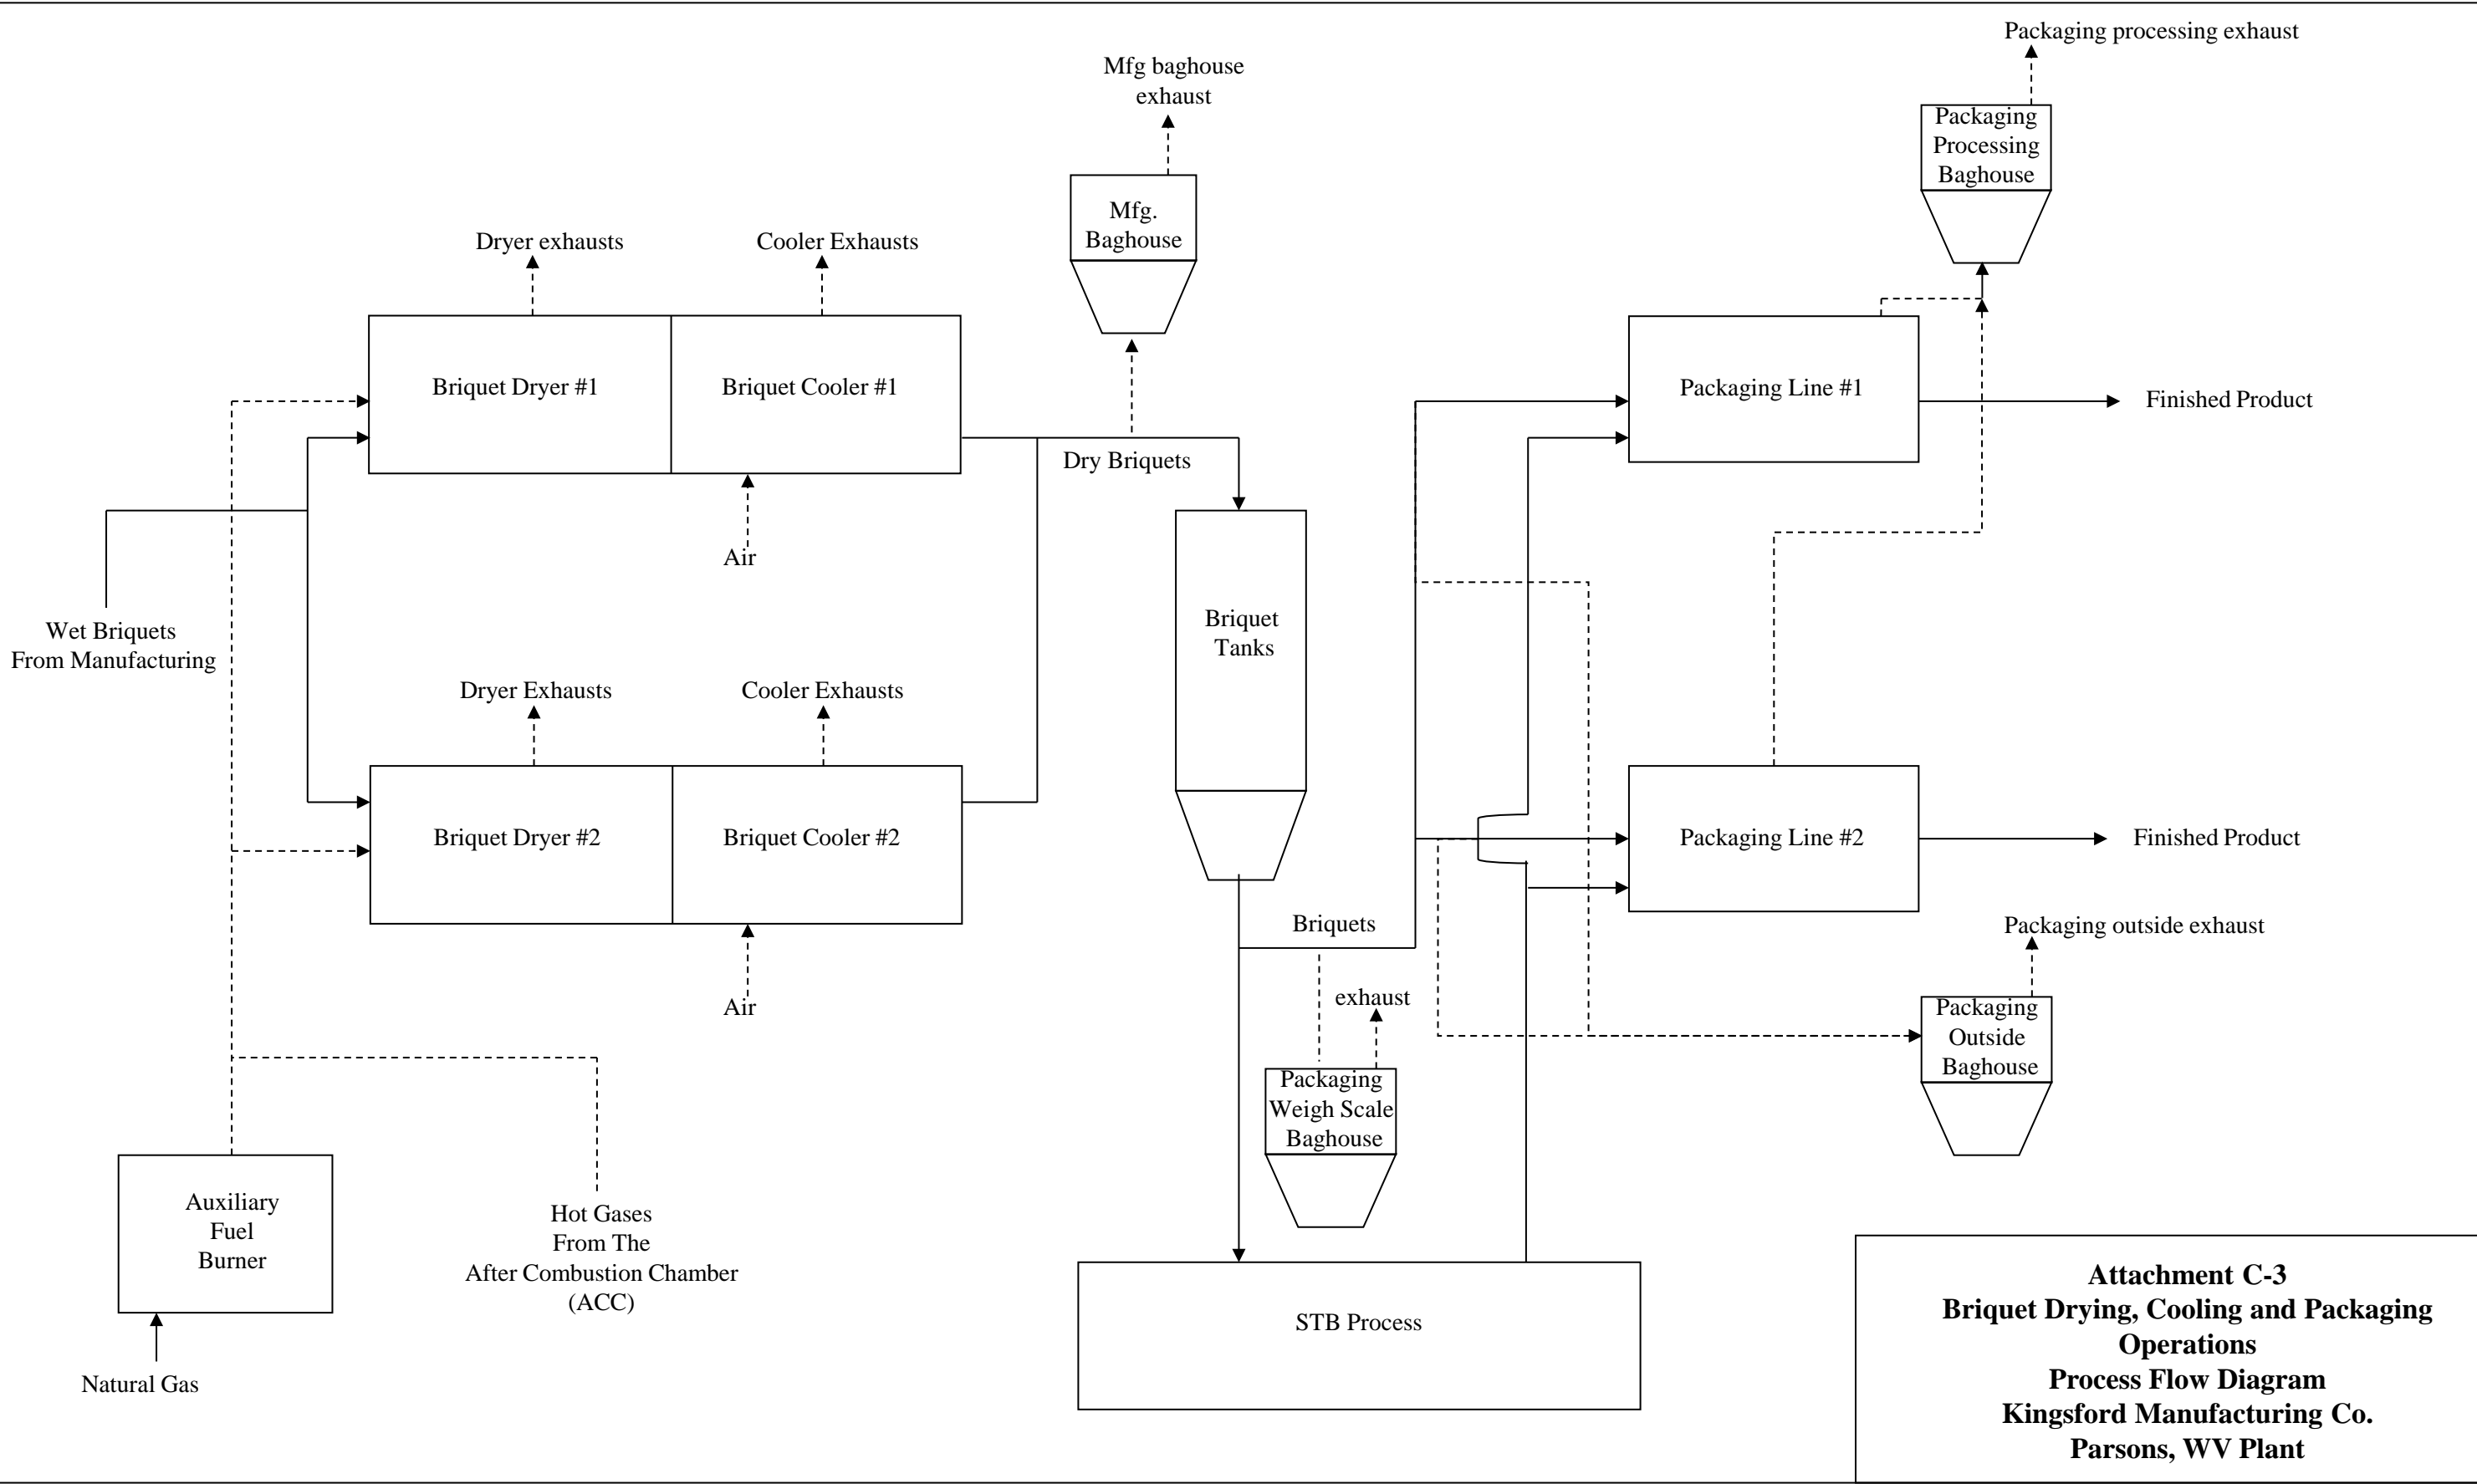 Packaging processing exhaust
Mfg baghouse
exhaust
Packaging
Processing
Baghouse
Mfg.
Baghouse
Dryer exhausts
Cooler Exhausts
Briquet Dryer #1
Briquet Cooler #1
Packaging Line #1
Finished Product
Dry Briquets
Air
Wet Briquets
From Manufacturing
Briquet
Tanks
Dryer Exhausts
Cooler Exhausts
Briquet Dryer #2
Briquet Cooler #2
Packaging Line #2
Finished Product
Briquets
Packaging outside exhaust
Air
exhaust
Packaging
Outside
Baghouse
Packaging
Weigh Scale
Baghouse
Auxiliary
Fuel
Burner
Hot Gases
From The
After Combustion Chamber
(ACC)
STB Process
Natural Gas
Attachment C-3
Briquet Drying, Cooling and Packaging
Operations
Process Flow Diagram
Kingsford Manufacturing Co.
Parsons, WV Plant